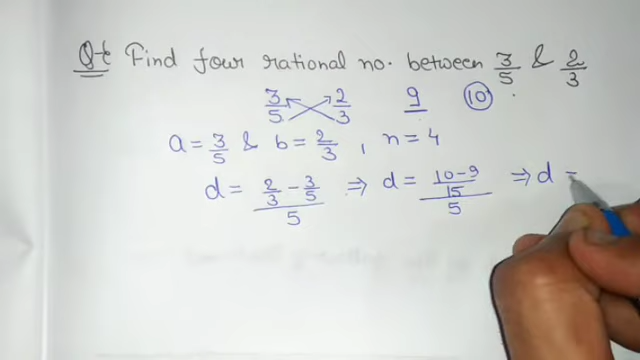 Q→ Find four rational no. between 3/5 & 2/3
3/5 2/3 9 10
a = 3/5 & b = 2/3 , n = 4
d = (2/3 - 3/5)/5 ⇒ d = ((10-9)/15)/5 ⇒ d =